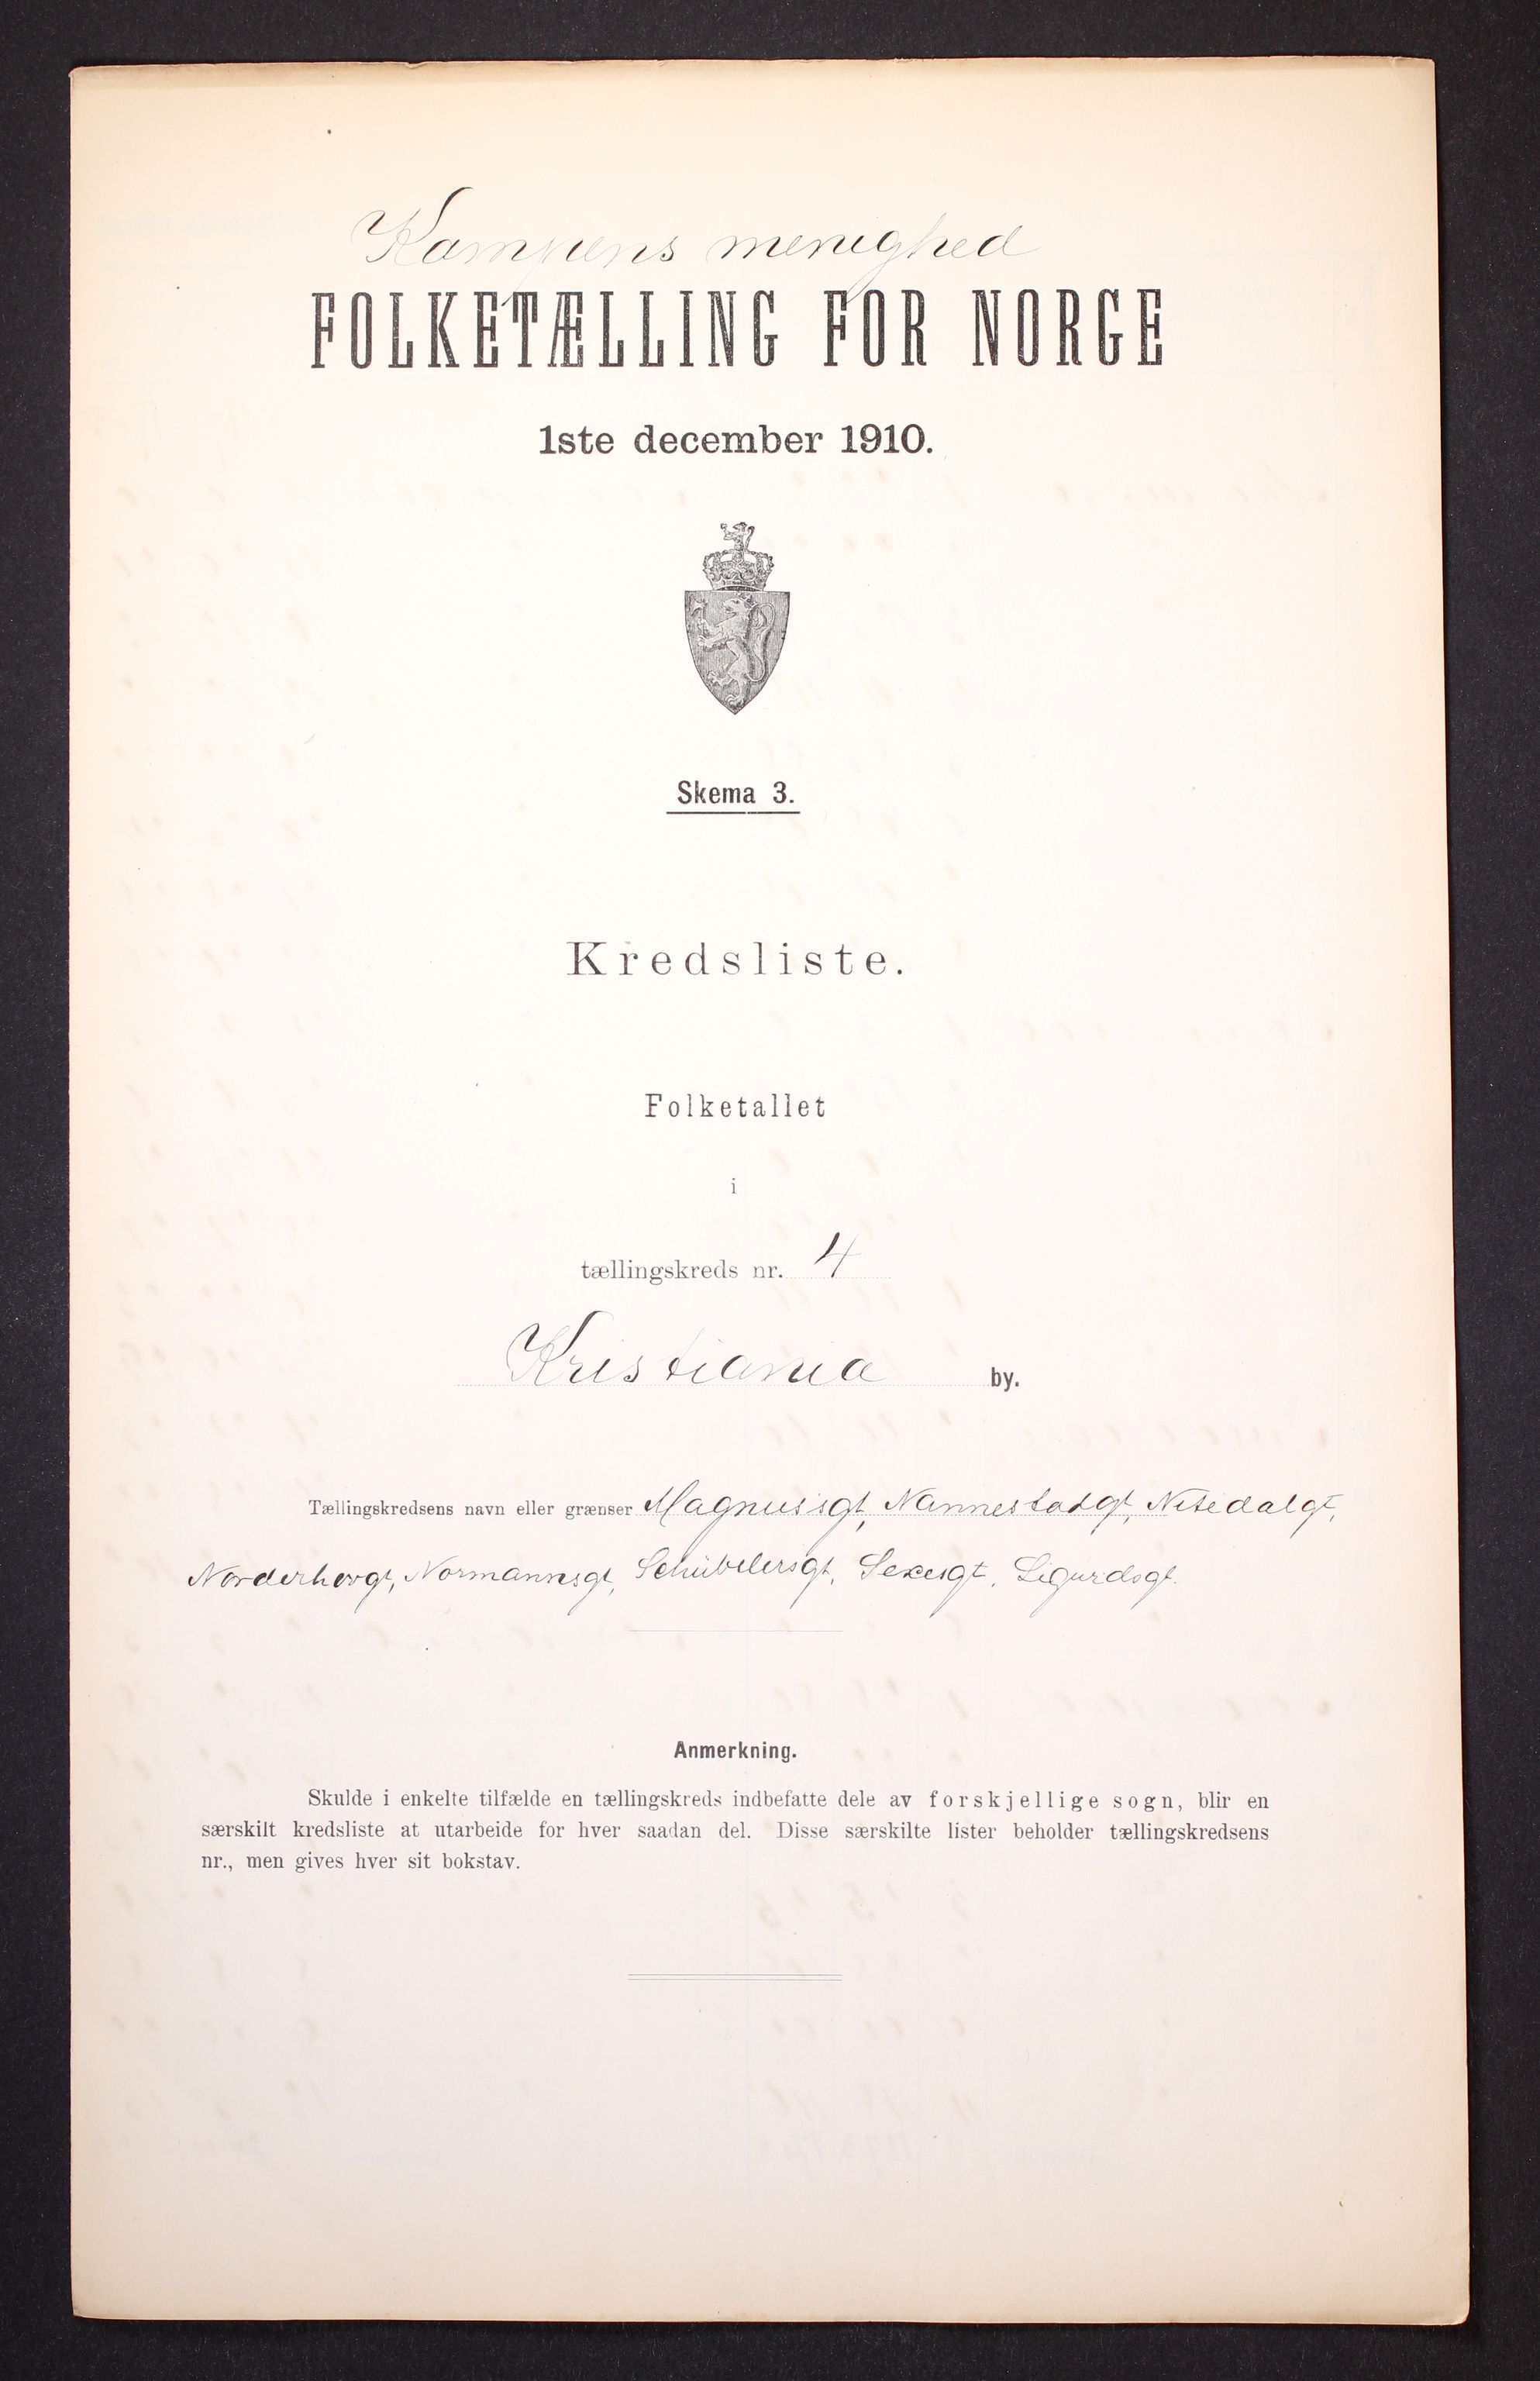 Kampens menighed
FOLKETÆLLING FOR NORGE
1ste december 1910.
Skema 3.
Kredsliste.
Folketallet
i
tællingskreds nr. 4
Kristiania by.
Tællingskredsens navn eller grænser Magnussgt, Nannestadgt, Nitedalgt,
Norderhovgt, Normannsgt, Schübelersgt, Sexesgt, Sigurdsgt.
Anmerkning.
Skulde i enkelte tilfælde en tællingskreds indbefatte dele av forskjellige sogn, blir en
særskilt kredsliste at utarbeide for hver saadan del. Disse særskilte lister beholder tællingskredsens
nr., men gives hver sit bokstav.